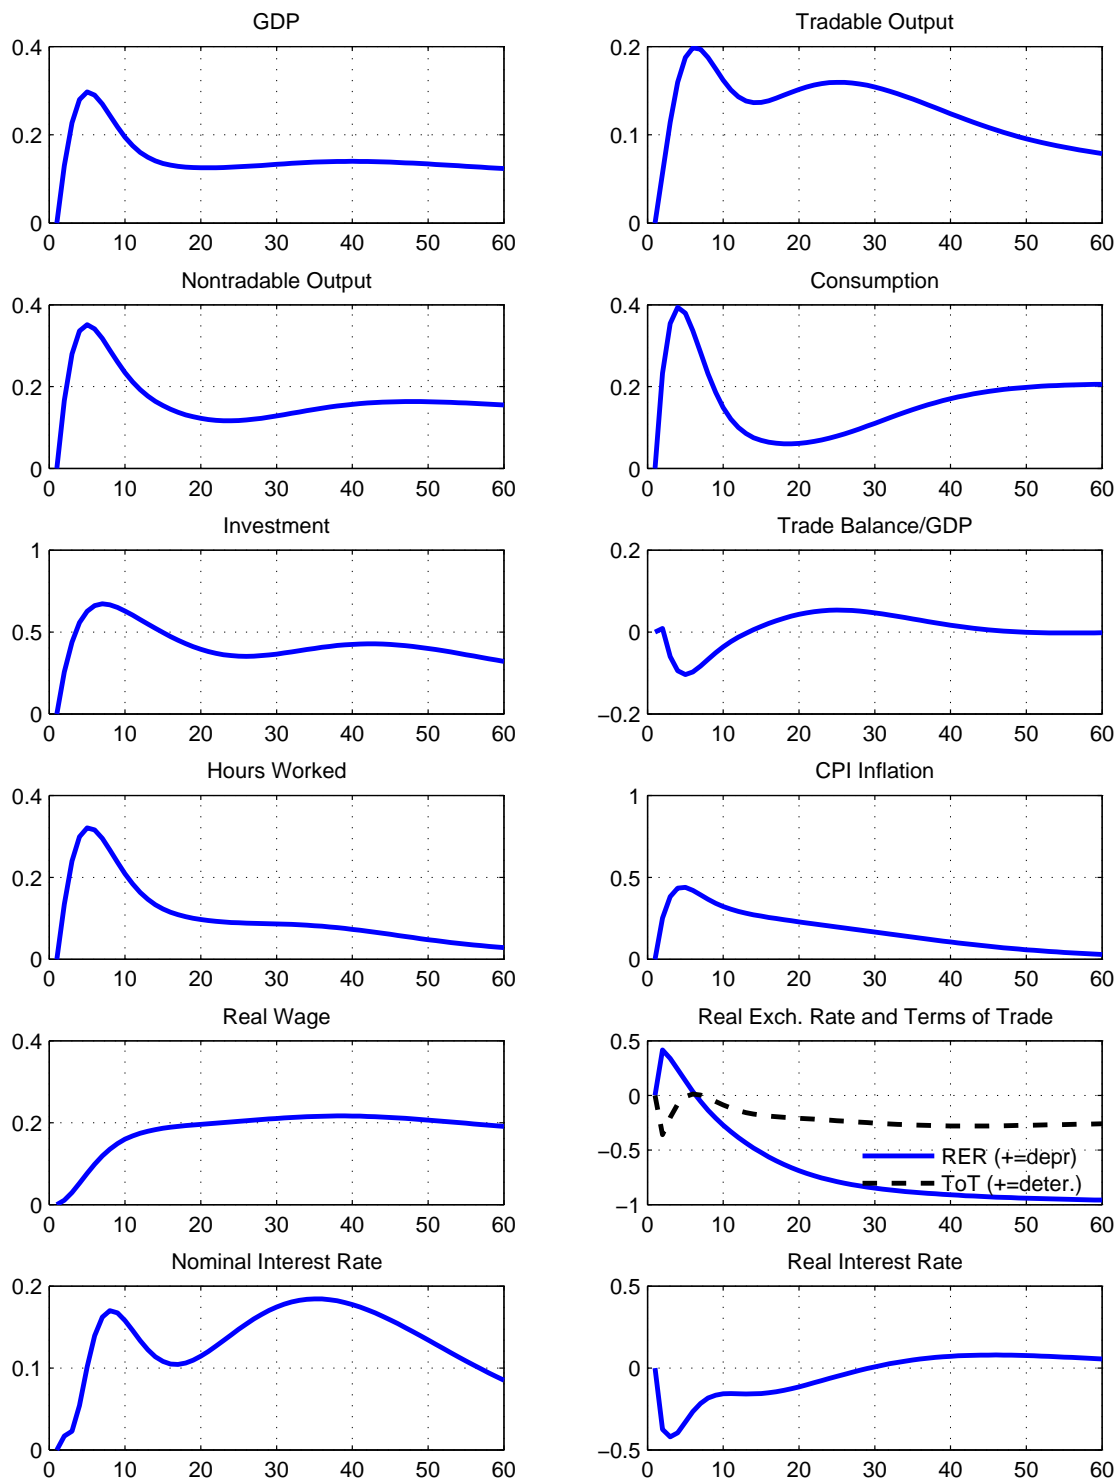 GDP
0.4
0.2
0
0 10 20 30 40 50 60
Tradable Output
0.2
0.1
0
0 10 20 30 40 50 60
Nontradable Output
0.4
0.2
0
0 10 20 30 40 50 60
Consumption
0.4
0.2
0
0 10 20 30 40 50 60
Investment
1
0.5
0
0 10 20 30 40 50 60
Trade Balance/GDP
0.2
0
−0.2
0 10 20 30 40 50 60
Hours Worked
0.4
0.2
0
0 10 20 30 40 50 60
CPI Inflation
1
0.5
0
0 10 20 30 40 50 60
Real Wage
0.4
0.2
0
0 10 20 30 40 50 60
Real Exch. Rate and Terms of Trade
0.5
0
−0.5
−1
RER (+=depr)
ToT (+=deter.)
0 10 20 30 40 50 60
Nominal Interest Rate
0.2
0.1
0
0 10 20 30 40 50 60
Real Interest Rate
0.5
0
−0.5
0 10 20 30 40 50 60